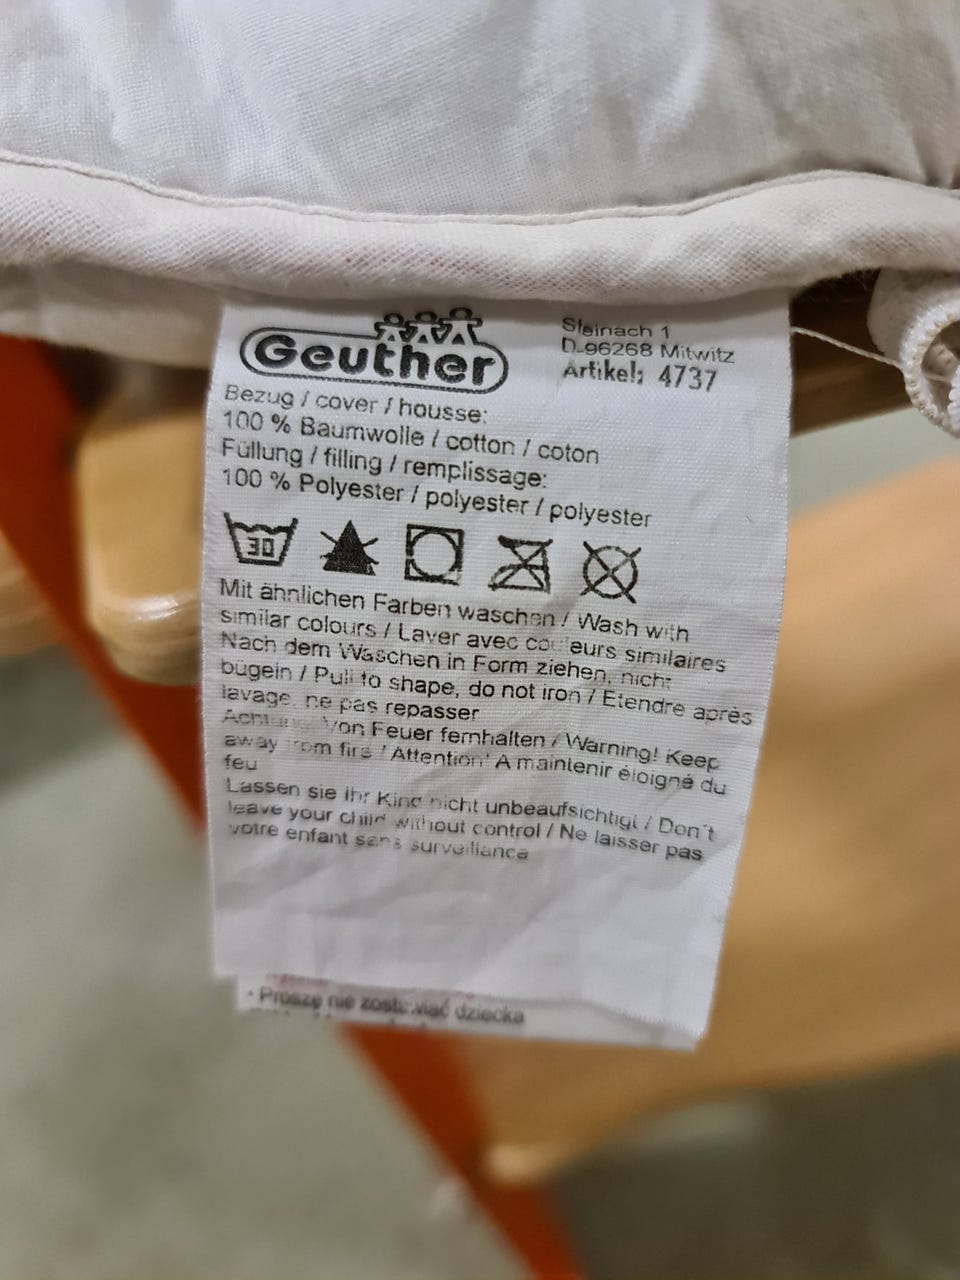 Geuther
Steinach 1
D-96268 Mitwitz
Artikel: 4737
Bezug / cover / housse:
100 % Baumwolle / cotton / coton
Füllung / filling / remplissage:
100 % Polyester / polyester / polyester
30
Mit ähnlichen Farben waschen / Wash with
similar colours / Laver avec couleurs similaires
Nach dem Waschen in Form ziehen, nicht
bügeln / Pull to shape, do not iron / Etendre après
lavage, ne pas repasser
Achtung! Von Feuer fernhalten / Warning! Keep
away from fire / Attention! A maintenir éloigné du
feu
Lassen sie Ihr Kind nicht unbeaufsichtigt / Don´t
leave your child without control / Ne laisser pas
votre enfant sans surveillance
- Proszę nie zostawiać dziecka